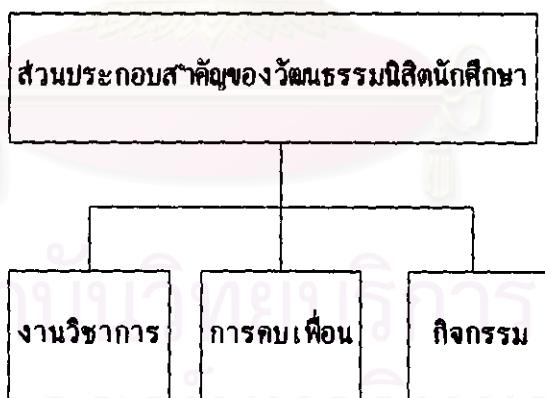 ส่วนประกอบสำคัญของวัฒนธรรมนิสิตนักศึกษา
งานวิชาการ
การคบเพื่อน
กิจกรรม